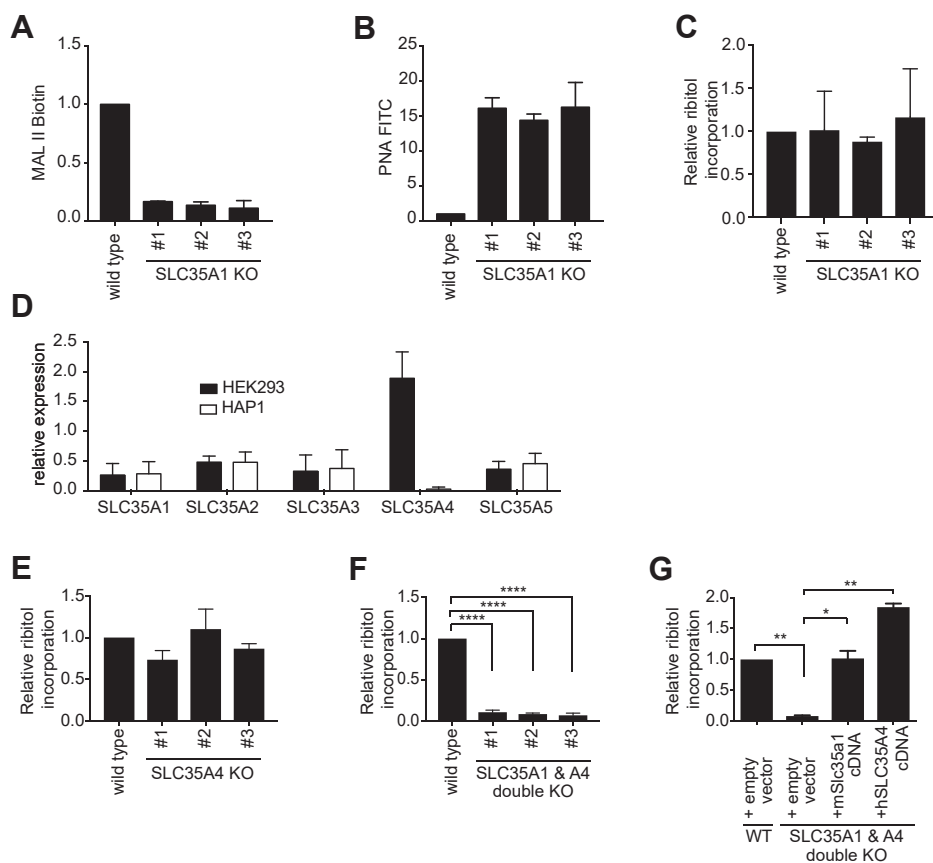 A
MAL II Biotin
1.5
1.0
0.5
0.0
wild type
#1
#2
#3
SLC35A1 KO
B
PNA FITC
25
20
15
10
5
0
wild type
#1
#2
#3
SLC35A1 KO
C
Relative ribitol
incorporation
2.0
1.5
1.0
0.5
0.0
wild type
#1
#2
#3
SLC35A1 KO
D
relative expression
2.5
2.0
1.5
1.0
0.5
0.0
HEK293
HAP1
SLC35A1
SLC35A2
SLC35A3
SLC35A4
SLC35A5
E
Relative ribitol
incorporation
1.5
1.0
0.5
0.0
wild type
#1
#2
#3
SLC35A4 KO
F
Relative ribitol
incorporation
1.5
1.0
0.5
0.0
****
****
****
wild type
#1
#2
#3
SLC35A1 & A4
double KO
G
Relative ribitol
incorporation
2.0
1.5
1.0
0.5
0.0
**
*
**
+ empty
vector
+ empty
vector
+mSlc35a1
cDNA
+hSLC35A4
cDNA
WT
SLC35A1 & A4
double KO